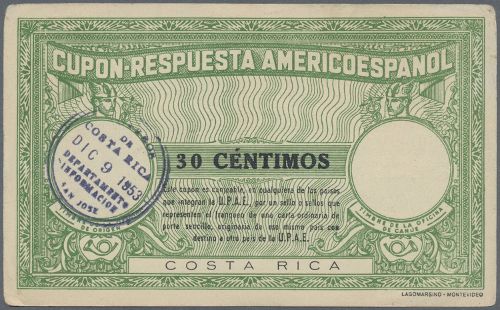 CUPON-RESPUESTA AMERICOESPAÑOL
DE
COSTA RICA
DIC 9 1953
DEPARTAMENTO
INFORMACION
SAN JOSE
30 CÉNTIMOS
Este cupon es canjeable, en cualquiera de los países
que integran la U.P.A.E., por un sello o sellos que
representen el franqueo de una carta ordinaria de
porte sencillo, originaria de ese mismo país con
destino a otro país de la U.P.A.E.
TIMBRE DE ORIGEN
TIMBRE DE LA OFICINA
DE CANJE
COSTA RICA
LAGOMARSINO - MONTEVIDEO